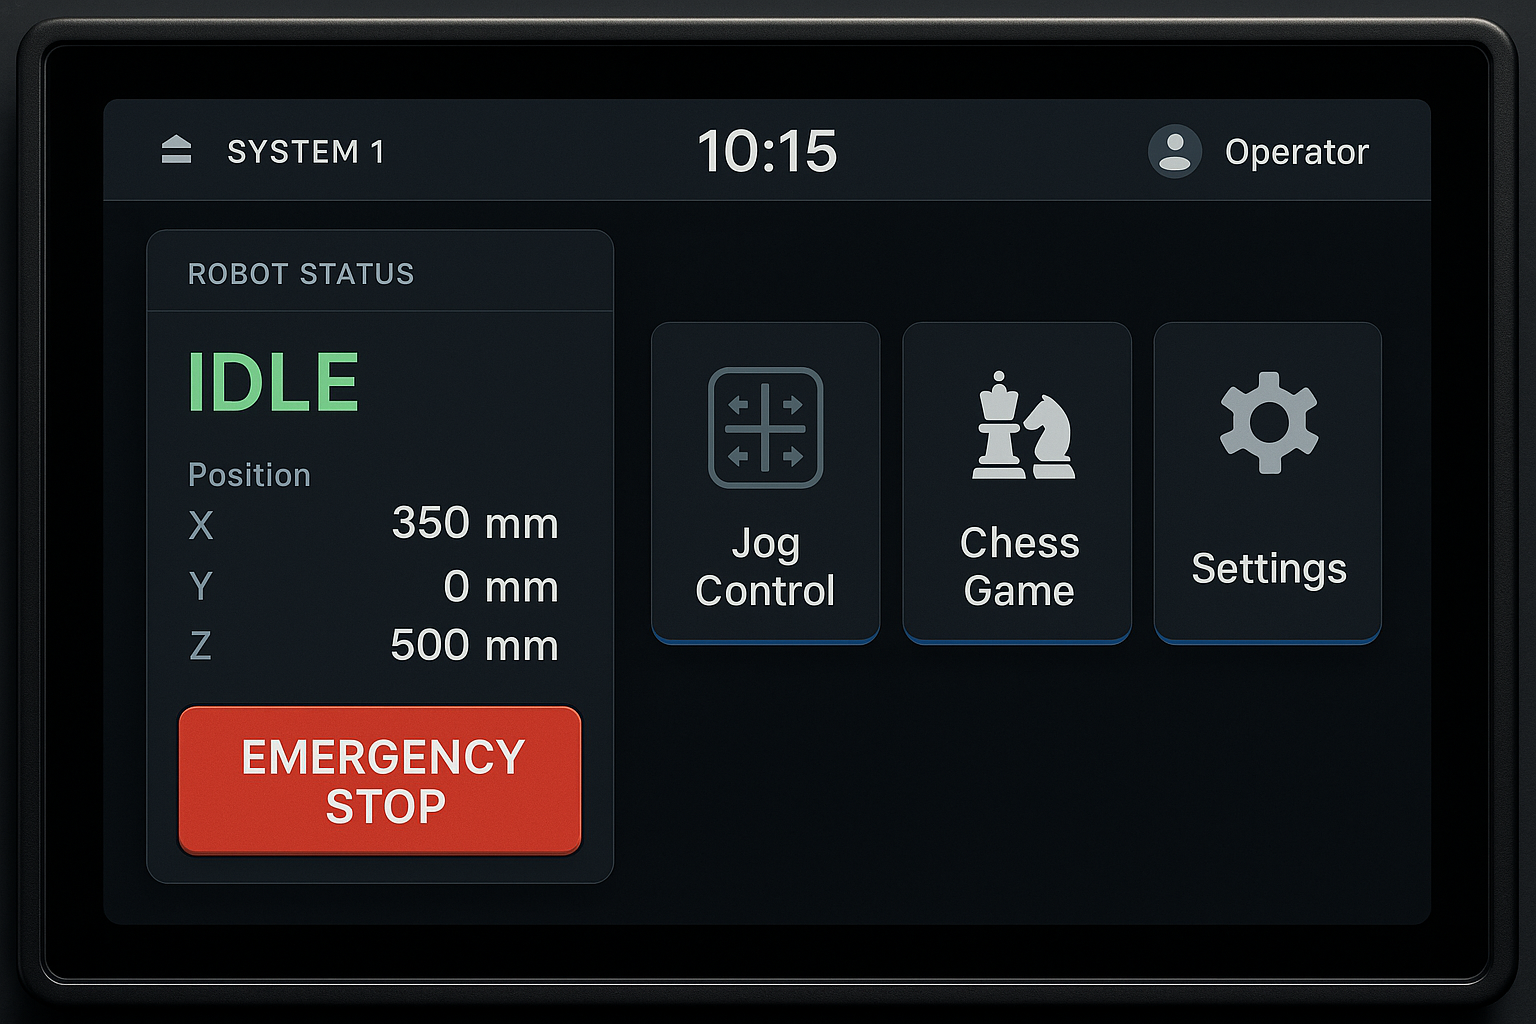 SYSTEM 1
10:15
Operator
ROBOT STATUS
IDLE
Position
X 350 mm
Y 0 mm
Z 500 mm
EMERGENCY
STOP
Jog
Control
Chess
Game
Settings